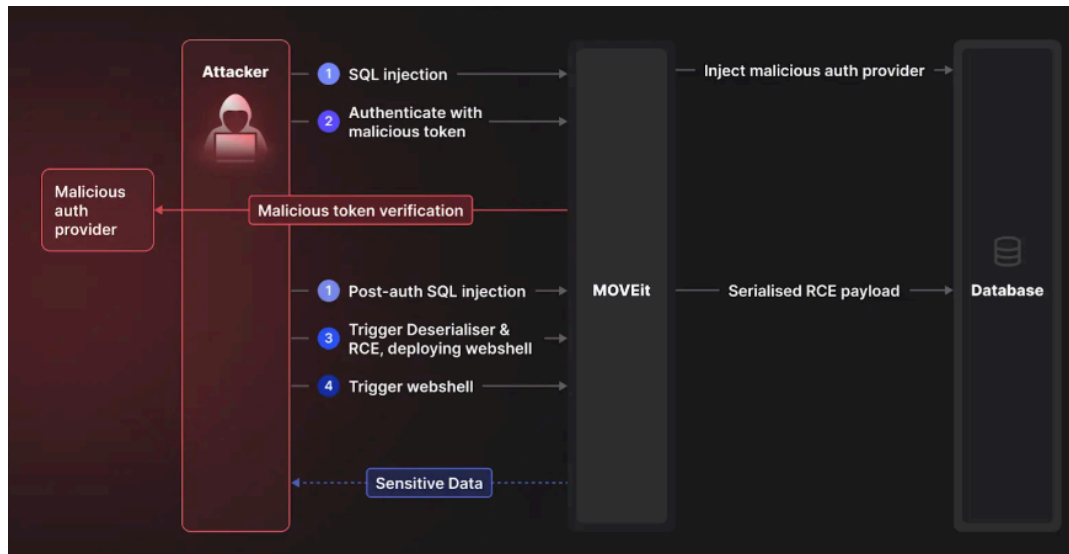 Attacker
1 SQL injection
Inject malicious auth provider
2 Authenticate with
malicious token
Malicious
auth
provider
Malicious token verification
1 Post-auth SQL injection
MOVEit
Serialised RCE payload
Database
3 Trigger Deserialiser &
RCE, deploying webshell
4 Trigger webshell
Sensitive Data